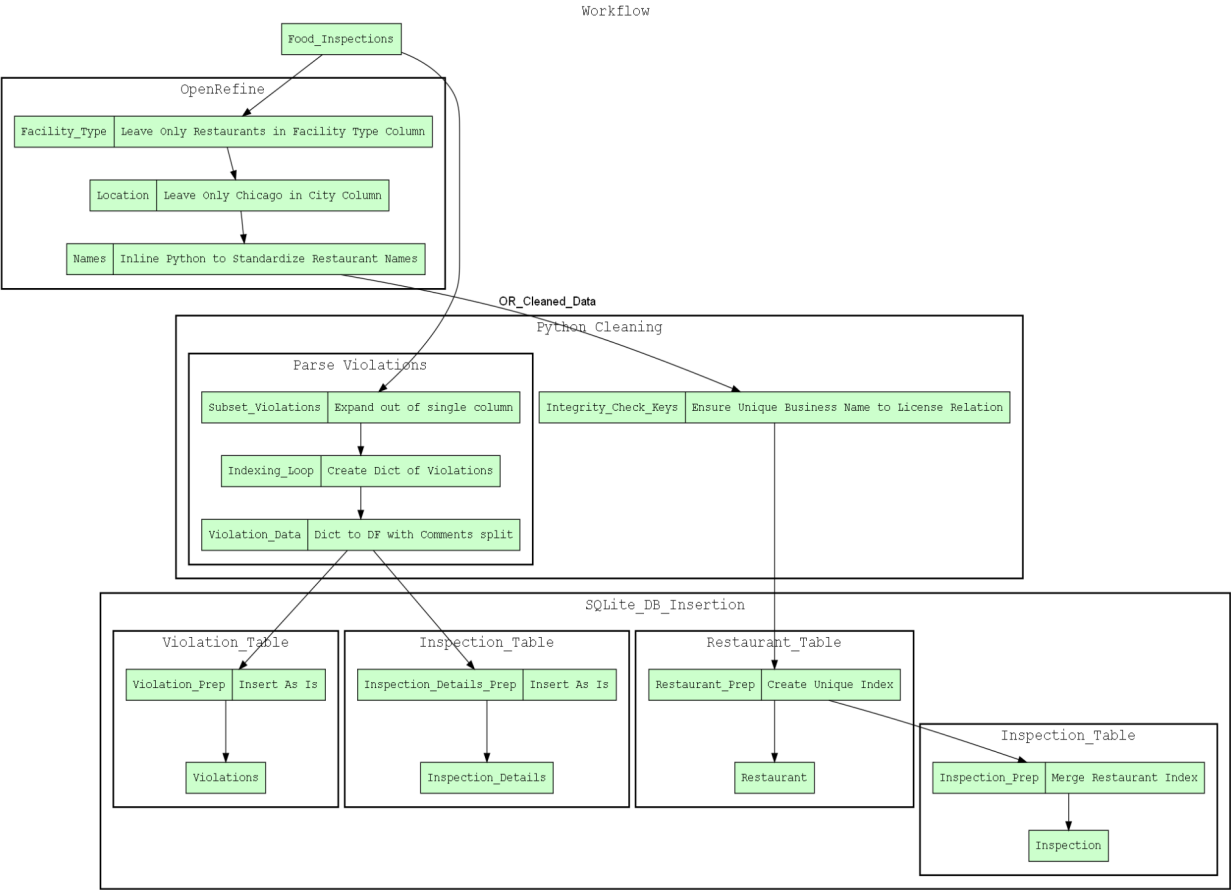 Workflow
Food_Inspections
OpenRefine
Facility_Type Leave Only Restaurants in Facility Type Column
Location Leave Only Chicago in City Column
Names Inline Python to Standardize Restaurant Names
OR_Cleaned_Data
Python Cleaning
Parse Violations
Subset_Violations Expand out of single column
Integrity_Check_Keys Ensure Unique Business Name to License Relation
Indexing_Loop Create Dict of Violations
Violation_Data Dict to DF with Comments split
SQLite_DB_Insertion
Violation_Table
Inspection_Table
Restaurant_Table
Violation_Prep Insert As Is
Inspection_Details_Prep Insert As Is
Restaurant_Prep Create Unique Index
Inspection_Table
Violations
Inspection_Details
Restaurant
Inspection_Prep Merge Restaurant Index
Inspection